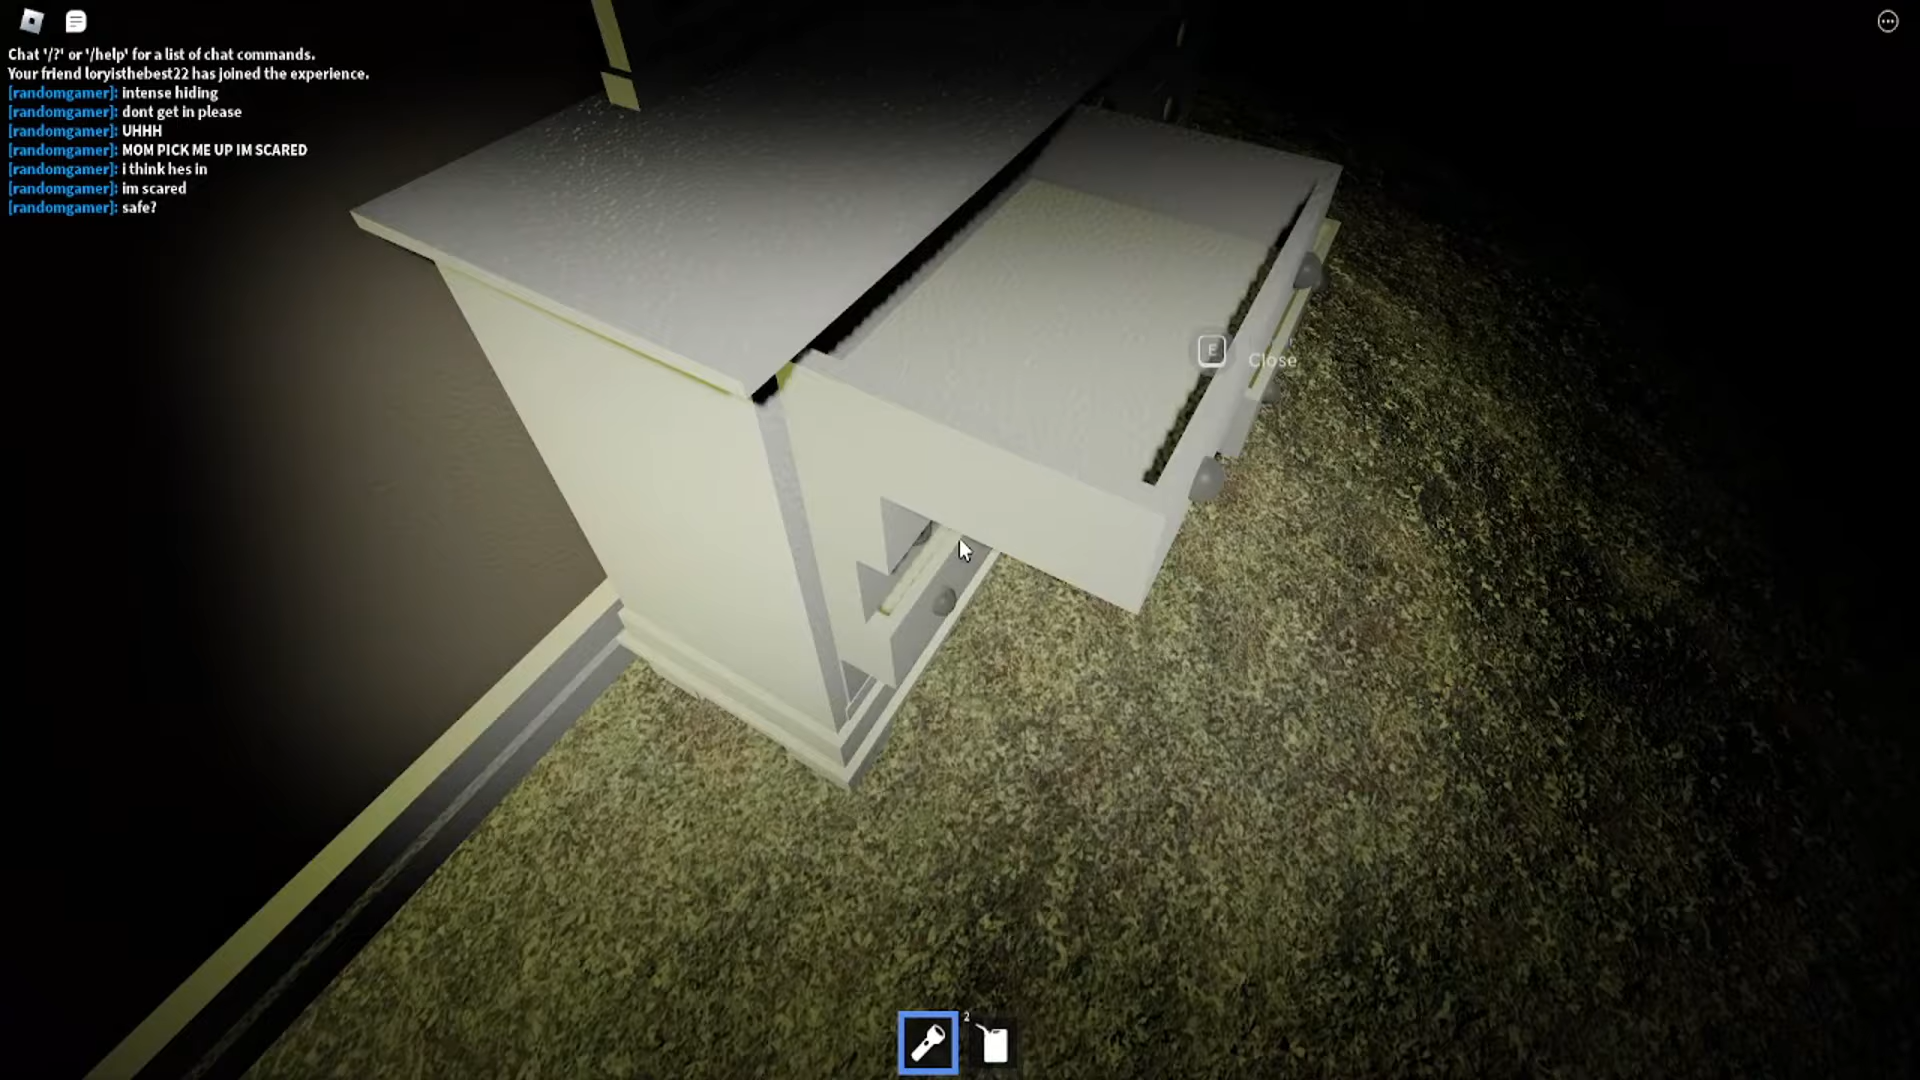 Chat '/?' or '/help' for a list of chat commands.
Your friend loryisthebest22 has joined the experience.
[randomgamer]: intense hiding
[randomgamer]: dont get in please
[randomgamer]: UHHH
[randomgamer]: MOM PICK ME UP IM SCARED
[randomgamer]: i think hes in
[randomgamer]: im scared
[randomgamer]: safe?
E Close
2